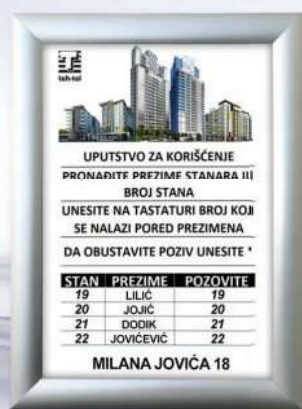 teh-tel
UPUTSTVO ZA KORIŠĆENJE
PRONAĐITE PREZIME STANARA ILI
BROJ STANA
UNESITE NA TASTATURI BROJ KOJI
SE NALAZI PORED PREZIMENA
DA OBUSTAVITE POZIV UNESITE *
STAN PREZIME POZOVITE
19 LILIĆ 19
20 JOJIĆ 20
21 DODIK 21
22 JOVIĆEVIĆ 22
MILANA JOVIĆA 18